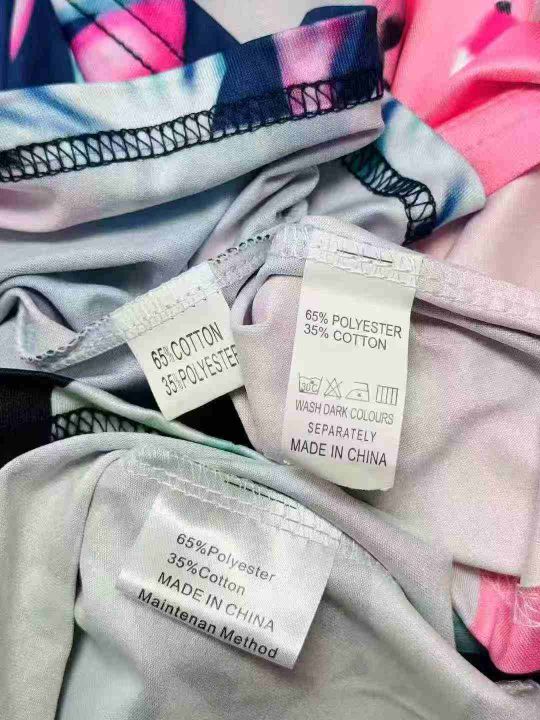 65% POLYESTER
35% COTTON
30°C
WASH DARK COLOURS
SEPARATELY
MADE IN CHINA
65%COTTON
35%POLYESTER
65%Polyester
35%Cotton
MADE IN CHINA
Maintenan Method